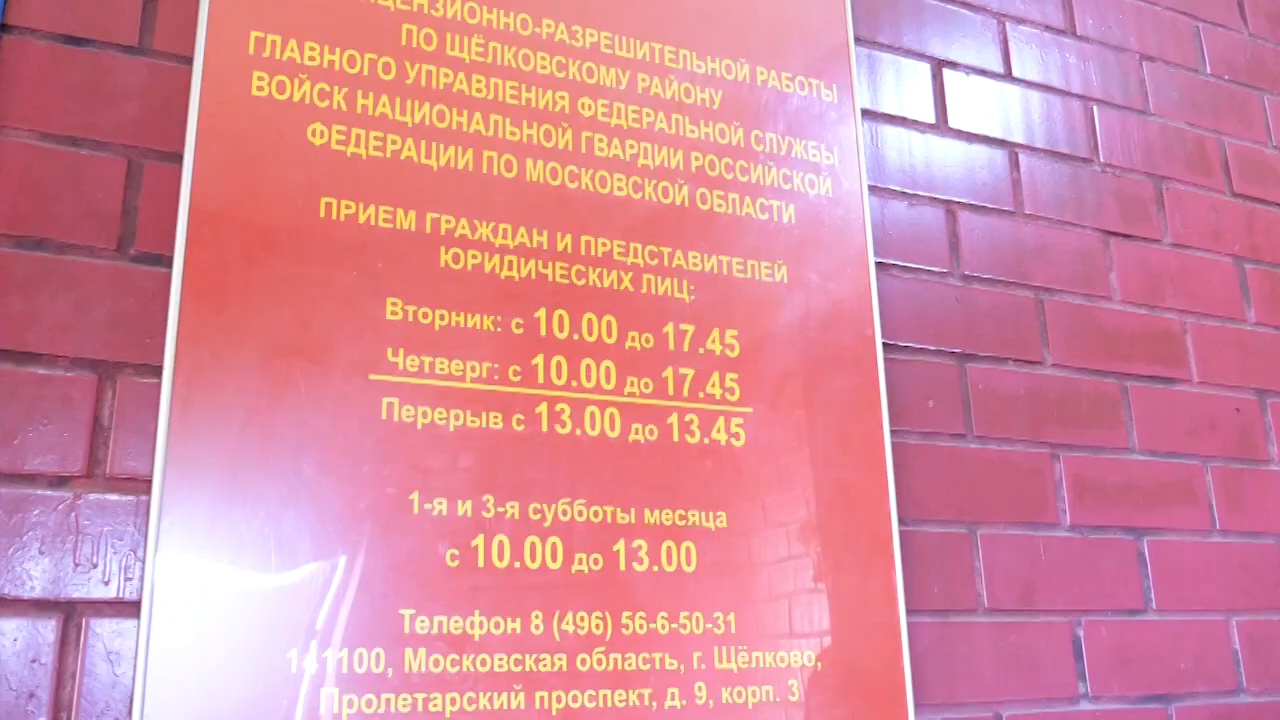 ЛИЦЕНЗИОННО-РАЗРЕШИТЕЛЬНОЙ РАБОТЫ
ПО ЩЁЛКОВСКОМУ РАЙОНУ
ГЛАВНОГО УПРАВЛЕНИЯ ФЕДЕРАЛЬНОЙ СЛУЖБЫ
ВОЙСК НАЦИОНАЛЬНОЙ ГВАРДИИ РОССИЙСКОЙ
ФЕДЕРАЦИИ ПО МОСКОВСКОЙ ОБЛАСТИ
ПРИЕМ ГРАЖДАН И ПРЕДСТАВИТЕЛЕЙ
ЮРИДИЧЕСКИХ ЛИЦ:
Вторник: с 10.00 до 17.45
Четверг: с 10.00 до 17.45
Перерыв с 13.00 до 13.45
1-я и 3-я субботы месяца
с 10.00 до 13.00
Телефон 8 (496) 56-6-50-31
141100, Московская область, г. Щёлково,
Пролетарский проспект, д. 9, корп. 3